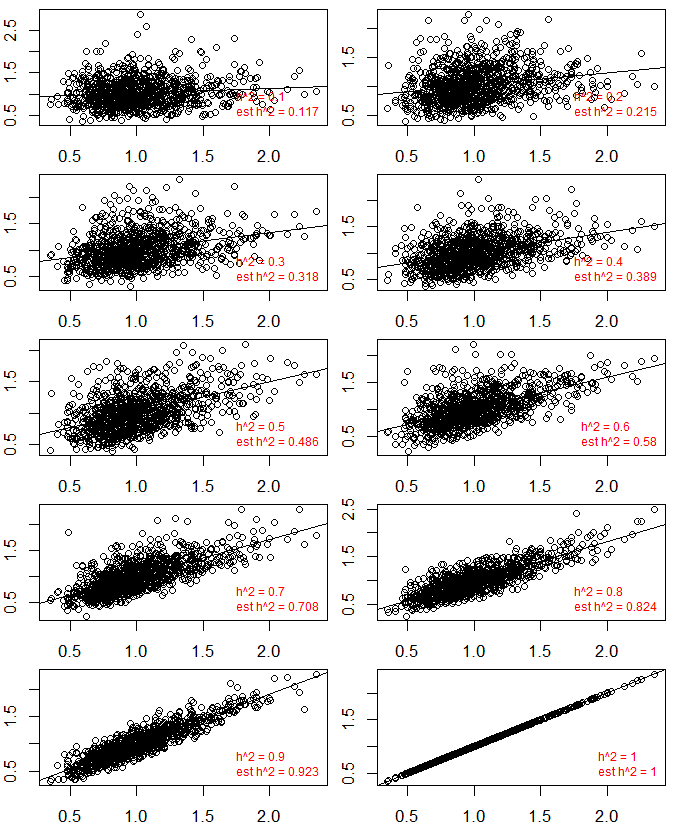 0.5 1.5 2.5
h^2 = 0.1
est h^2 = 0.117
0.5 1.0 1.5 2.0
0.5 1.5
h^2 = 0.2
est h^2 = 0.215
0.5 1.0 1.5 2.0
0.5 1.5
h^2 = 0.3
est h^2 = 0.318
0.5 1.0 1.5 2.0
0.5 1.5
h^2 = 0.4
est h^2 = 0.389
0.5 1.0 1.5 2.0
0.5 1.5
h^2 = 0.5
est h^2 = 0.486
0.5 1.0 1.5 2.0
0.5 1.5
h^2 = 0.6
est h^2 = 0.58
0.5 1.0 1.5 2.0
0.5 1.5
h^2 = 0.7
est h^2 = 0.708
0.5 1.0 1.5 2.0
0.5 1.5 2.5
h^2 = 0.8
est h^2 = 0.824
0.5 1.0 1.5 2.0
0.5 1.5
h^2 = 0.9
est h^2 = 0.923
0.5 1.0 1.5 2.0
0.5 1.5
h^2 = 1
est h^2 = 1
0.5 1.0 1.5 2.0